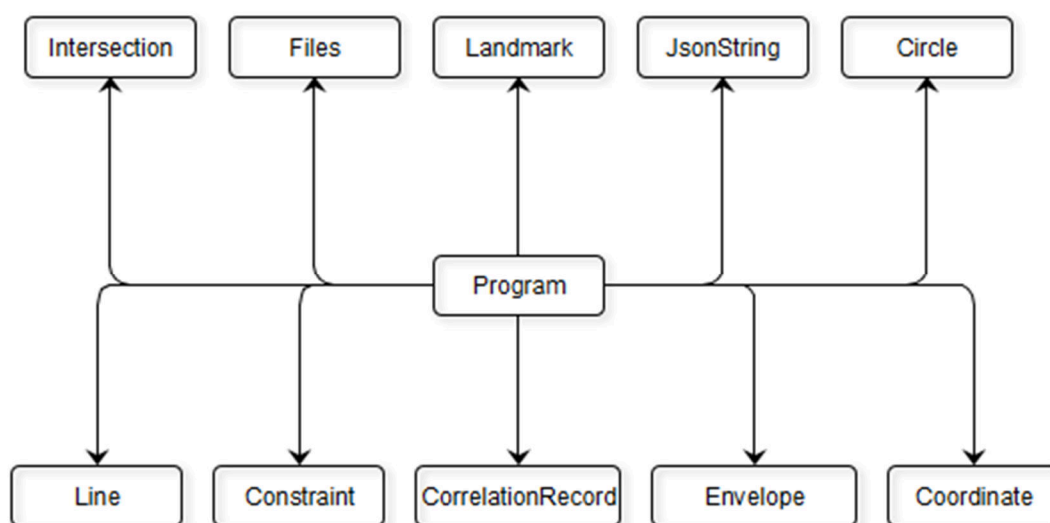 Intersection
Files
Landmark
JsonString
Circle
Program
Line
Constraint
CorrelationRecord
Envelope
Coordinate